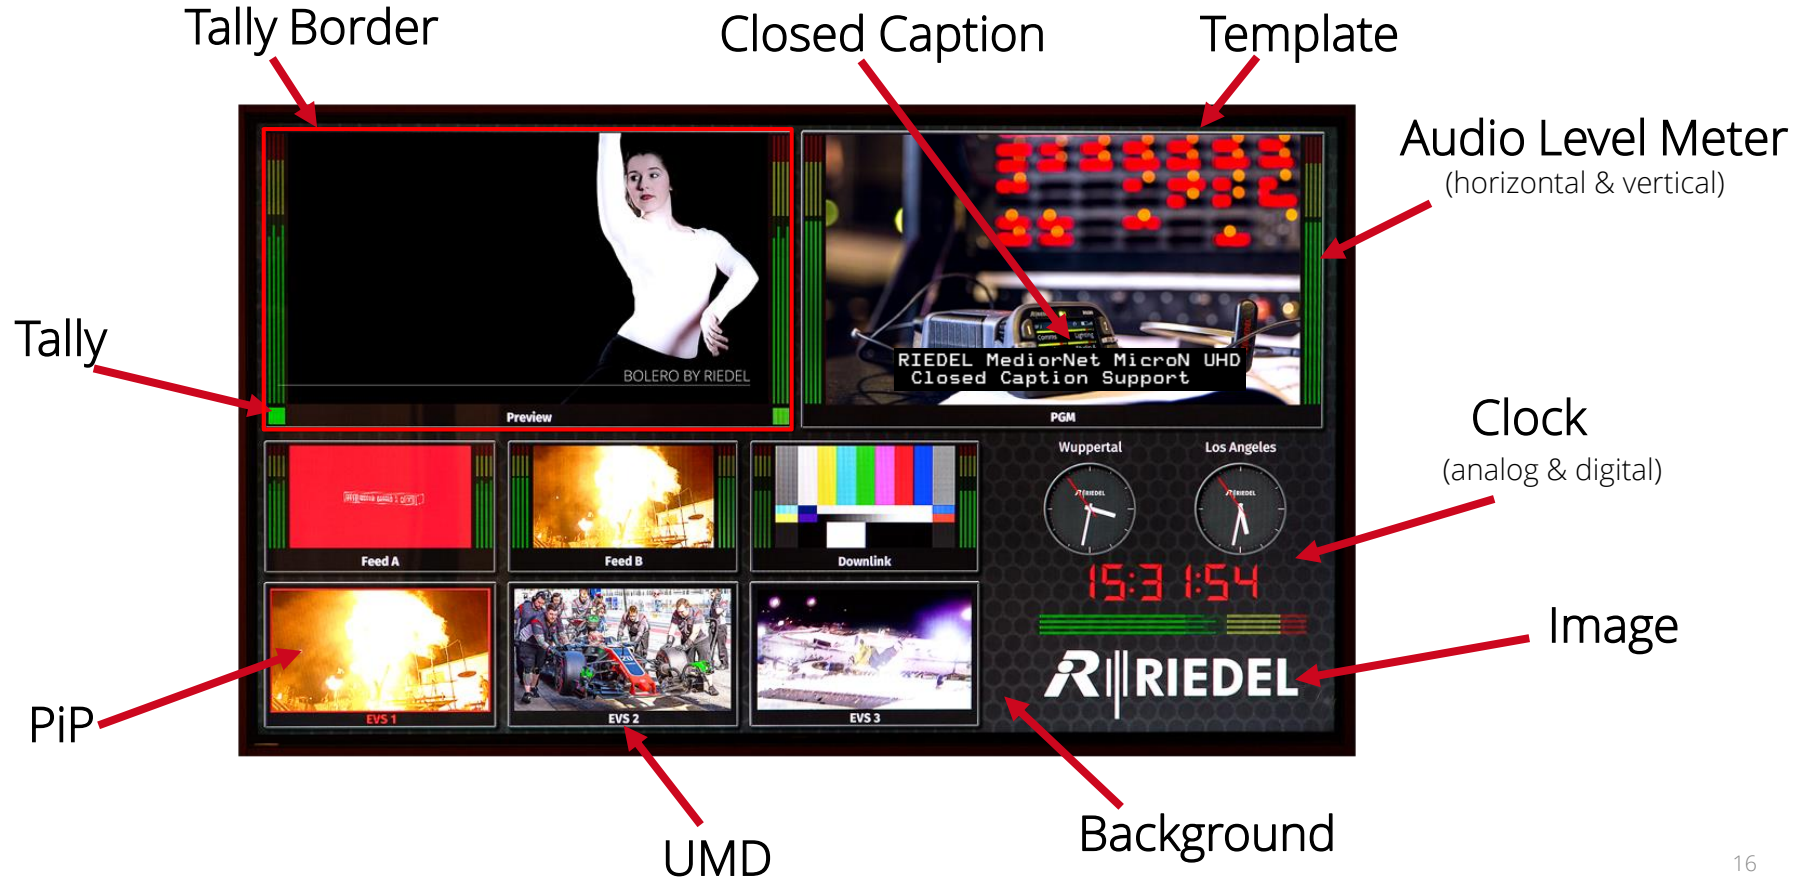 Tally Border
Closed Caption
Template
Audio Level Meter
(horizontal & vertical)
Tally
BOLERO BY RIEDEL
Preview
RIEDEL MediorNet MicroN UHD
Closed Caption Support
PGM
Clock
(analog & digital)
Wuppertal
Los Angeles
RIEDEL
RIEDEL
Feed A
Feed B
Downlink
15:31:54
Image
RIEDEL
PiP
EVS 1
EVS 2
EVS 3
Background
UMD
16